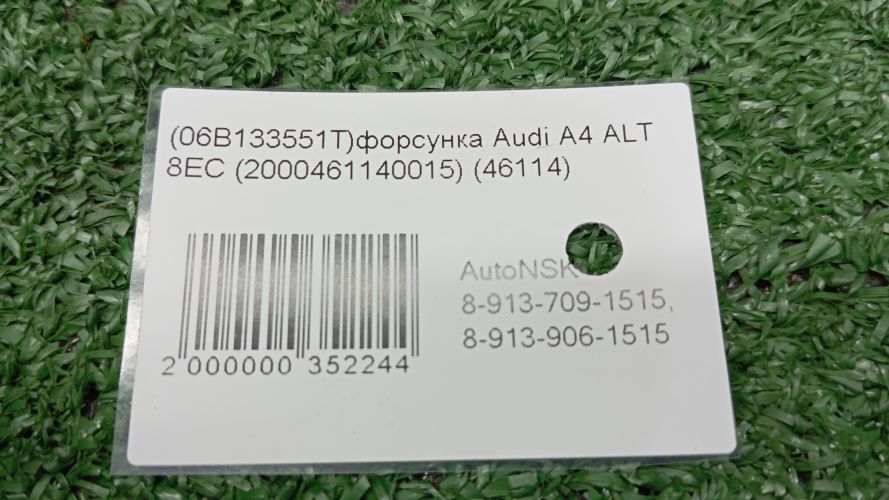 (06B133551T)форсунка Audi A4 ALT
8EC (2000461140015) (46114)
AutoNSK
8-913-709-1515,
8-913-906-1515
2 000000 352244